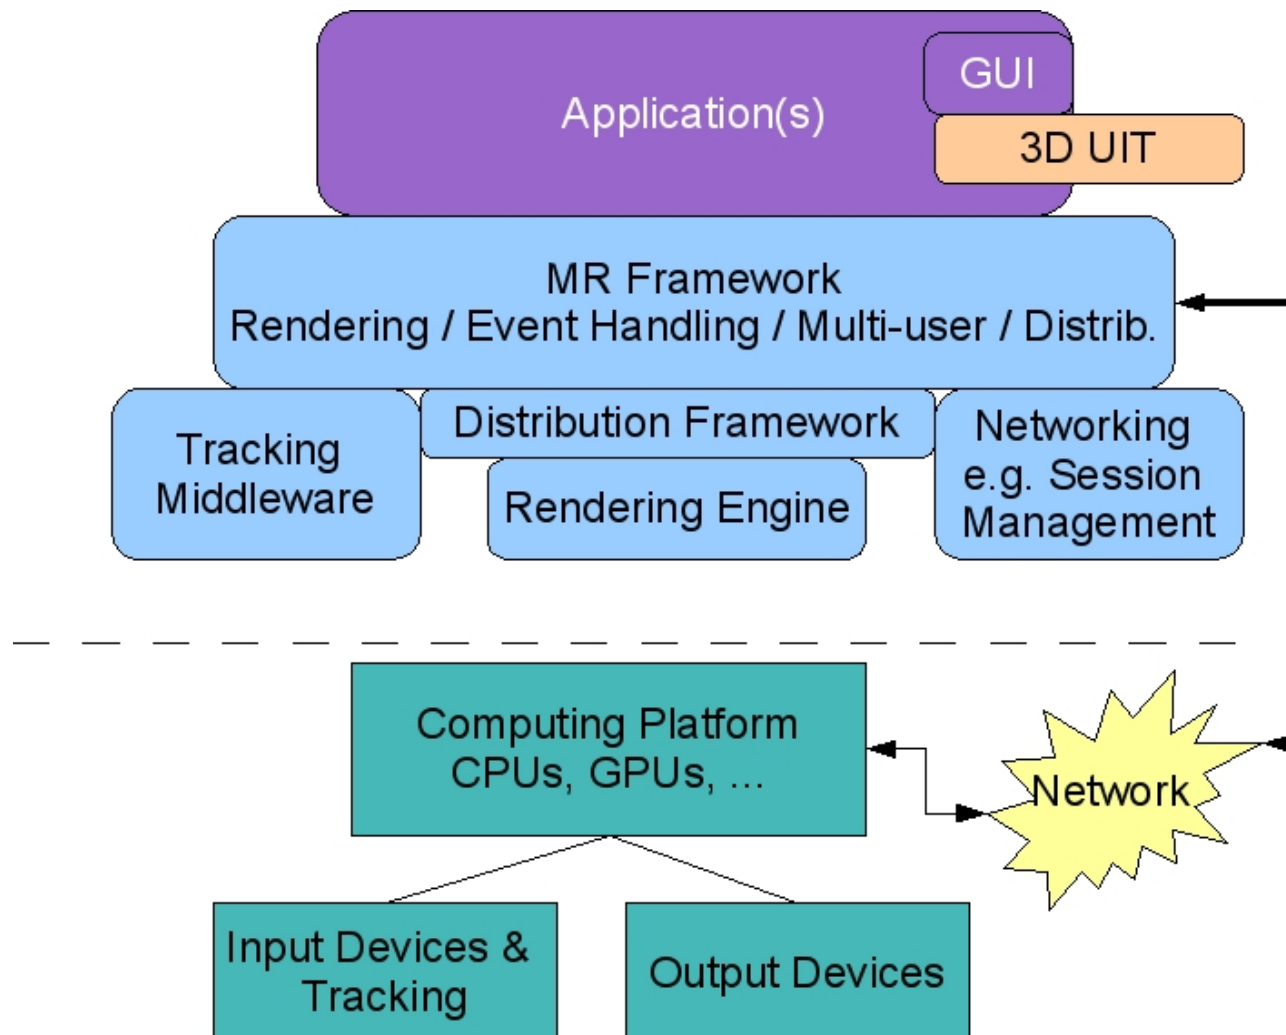 GUI
Application(s)
3D UIT
MR Framework
Rendering / Event Handling / Multi-user / Distrib.
Tracking
Middleware
Distribution Framework
Rendering Engine
Networking
e.g. Session
Management
Computing Platform
CPUs, GPUs, ...
Network
Input Devices &
Tracking
Output Devices